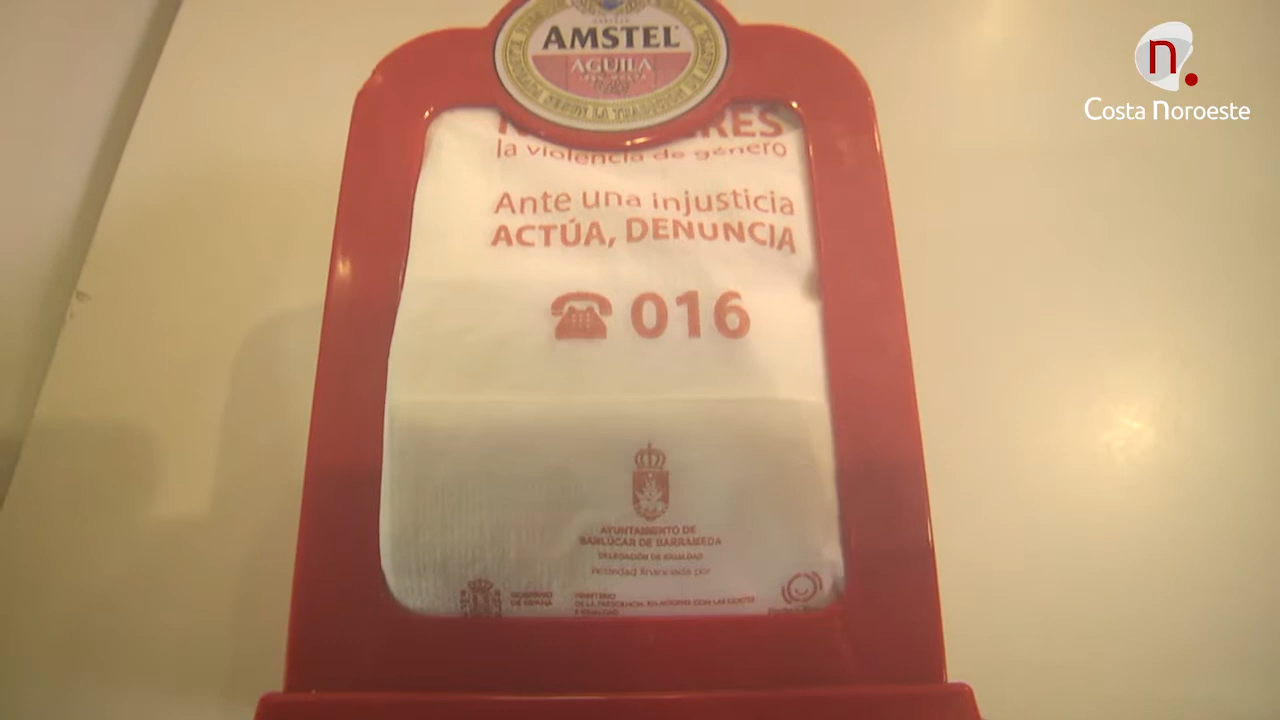 AMSTEL
AGUILA
n.
Costa Noroeste
la violencia de género
Ante una injusticia
ACTÚA, DENUNCIA
016
AYUNTAMIENTO DE
SANLÚCAR DE BARRAMEDA
DELEGACIÓN DE IGUALDAD
Actividad financiada por
GOBIERNO
DE ESPAÑA
MINISTERIO
DE LA PRESIDENCIA, RELACIONES CON LAS CORTES
E IGUALDAD